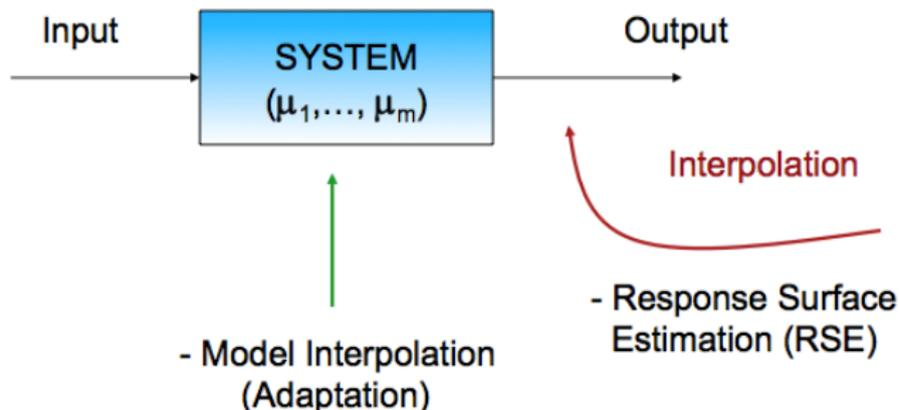 Input
SYSTEM
(μ₁,..., μₘ)
Output
Interpolation
- Response Surface
Estimation (RSE)
- Model Interpolation
(Adaptation)